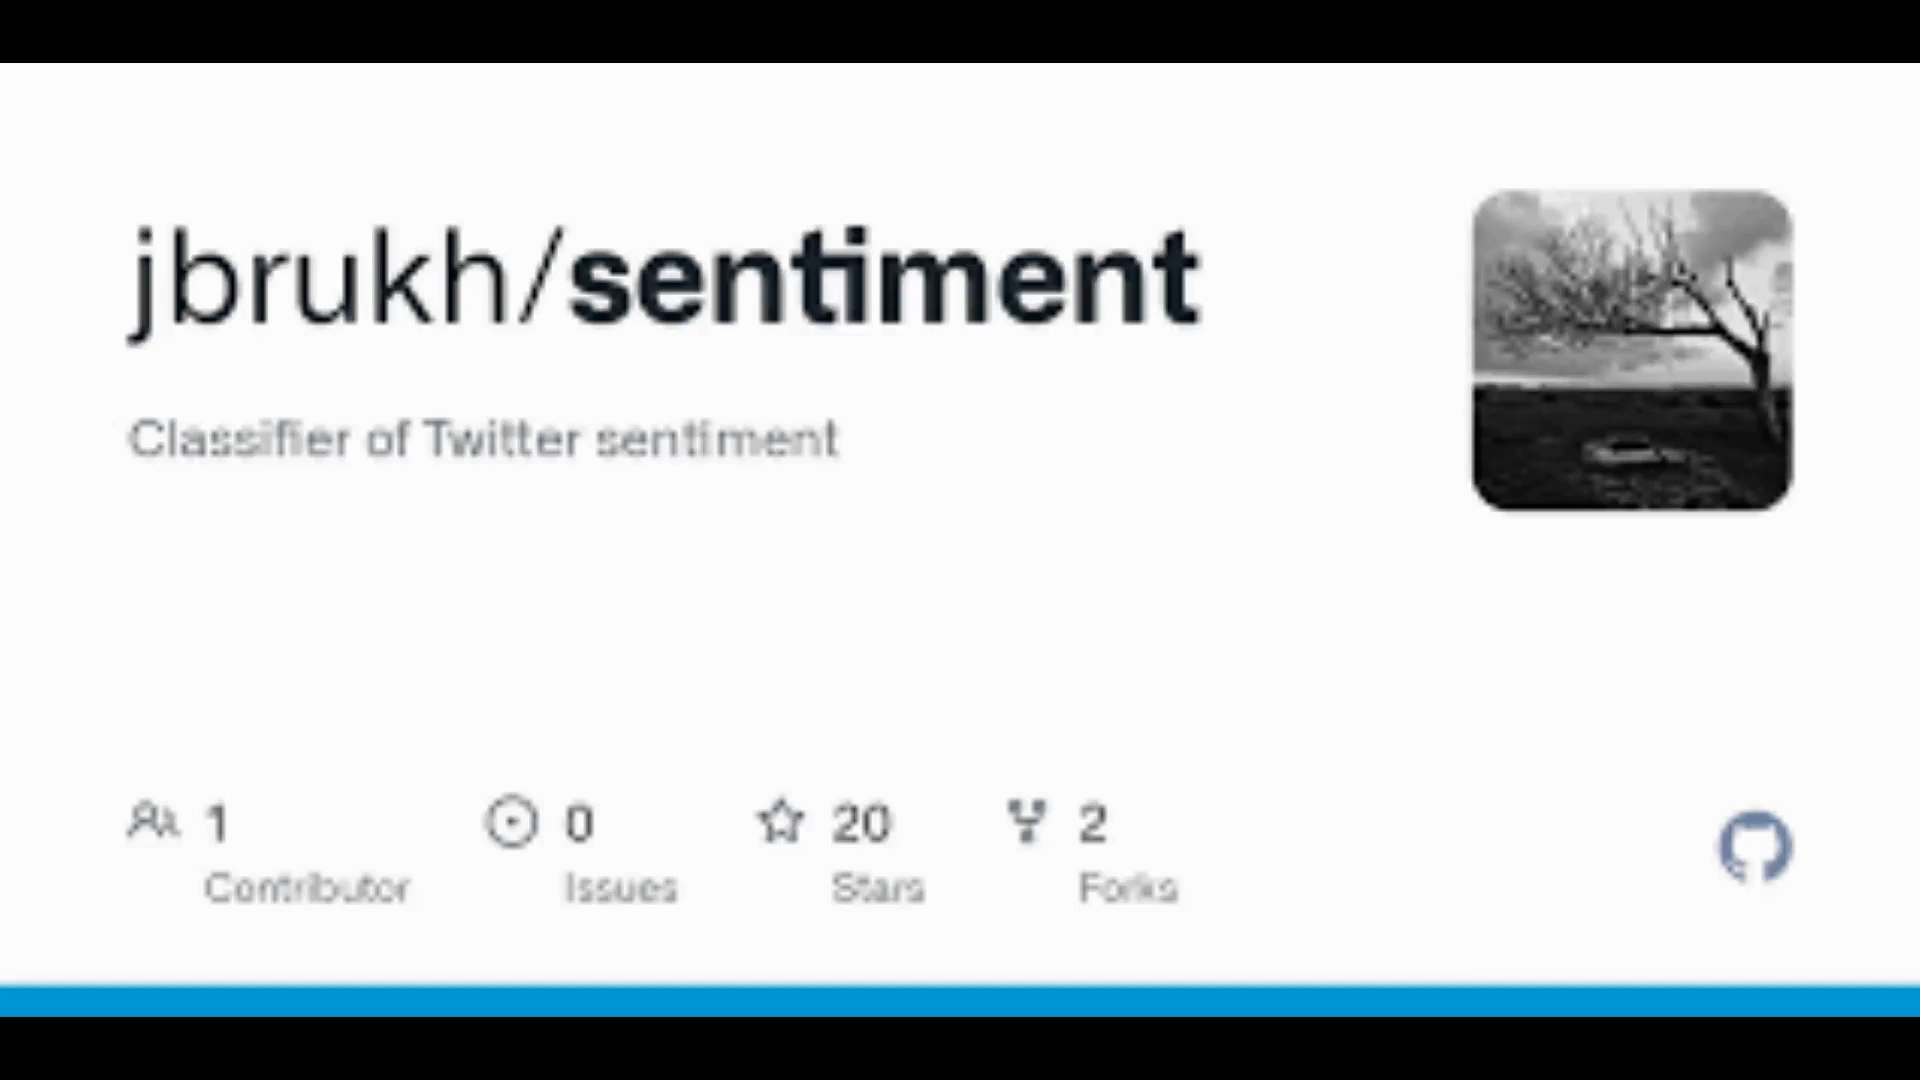 jbrukh/sentiment
Classifier of Twitter sentiment
1 0 20 2
Contributor Issues Stars Forks